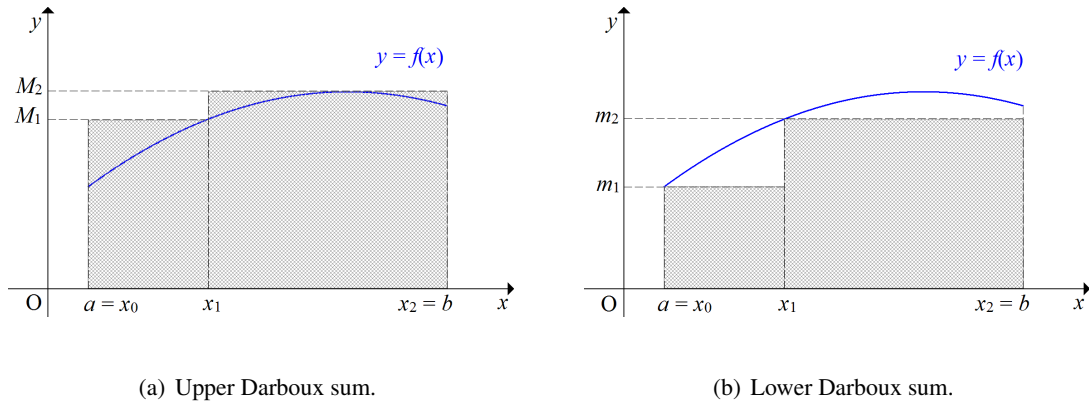 y
y = f(x)
M₂
M₁
O
a = x₀
x₁
x₂ = b
x
(a) Upper Darboux sum.
y
y = f(x)
m₂
m₁
O
a = x₀
x₁
x₂ = b
x
(b) Lower Darboux sum.